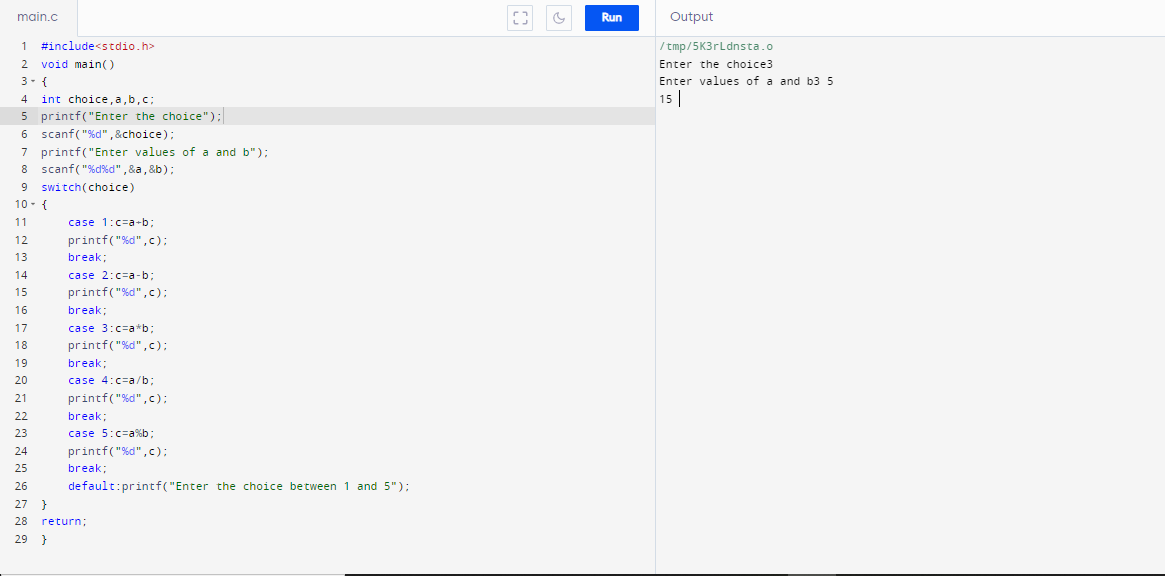 main.c
Run
Output
1 #include<stdio.h>
2 void main()
3 {
4 int choice,a,b,c;
5 printf("Enter the choice");
6 scanf("%d",&choice);
7 printf("Enter values of a and b");
8 scanf("%d%d",&a,&b);
9 switch(choice)
10 {
11 case 1:c=a+b;
12 printf("%d",c);
13 break;
14 case 2:c=a-b;
15 printf("%d",c);
16 break;
17 case 3:c=a*b;
18 printf("%d",c);
19 break;
20 case 4:c=a/b;
21 printf("%d",c);
22 break;
23 case 5:c=a%b;
24 printf("%d",c);
25 break;
26 default:printf("Enter the choice between 1 and 5");
27 }
28 return;
29 }
/tmp/5K3rLdnsta.o
Enter the choice3
Enter values of a and b3 5
15